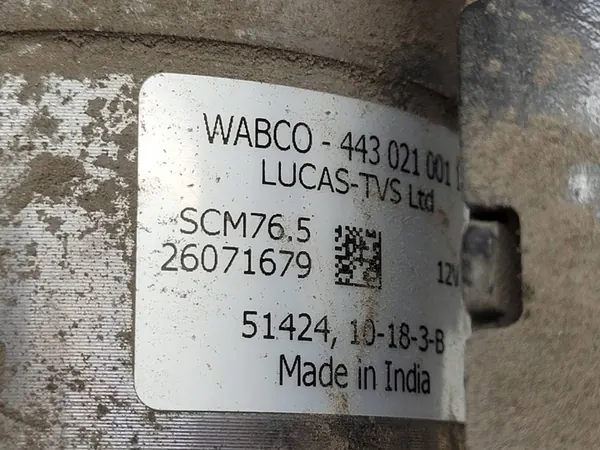 WABCO - 443 021 001
LUCAS-TVS Ltd
SCM76.5
26071679
12V
51424, 10-18-3-B
Made in India